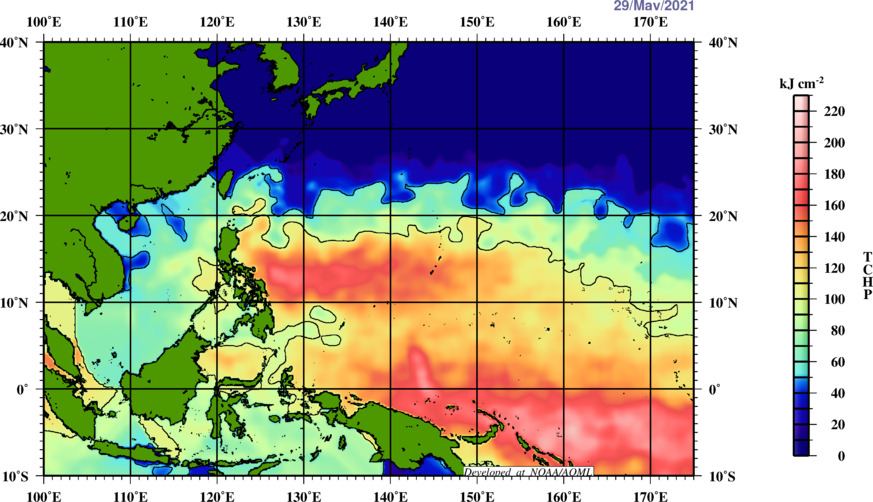 29/May/2021
100°E 110°E 120°E 130°E 140°E 150°E 160°E 170°E
40°N 40°N
30°N 30°N
20°N 20°N
10°N 10°N
0° 0°
10°S 10°S
100°E 110°E 120°E 130°E 140°E 150°E 160°E 170°E
Developed at NOAA/AOML
kJ cm-2
220
200
180
160
140
120
100
80
60
40
20
0
T
C
H
P